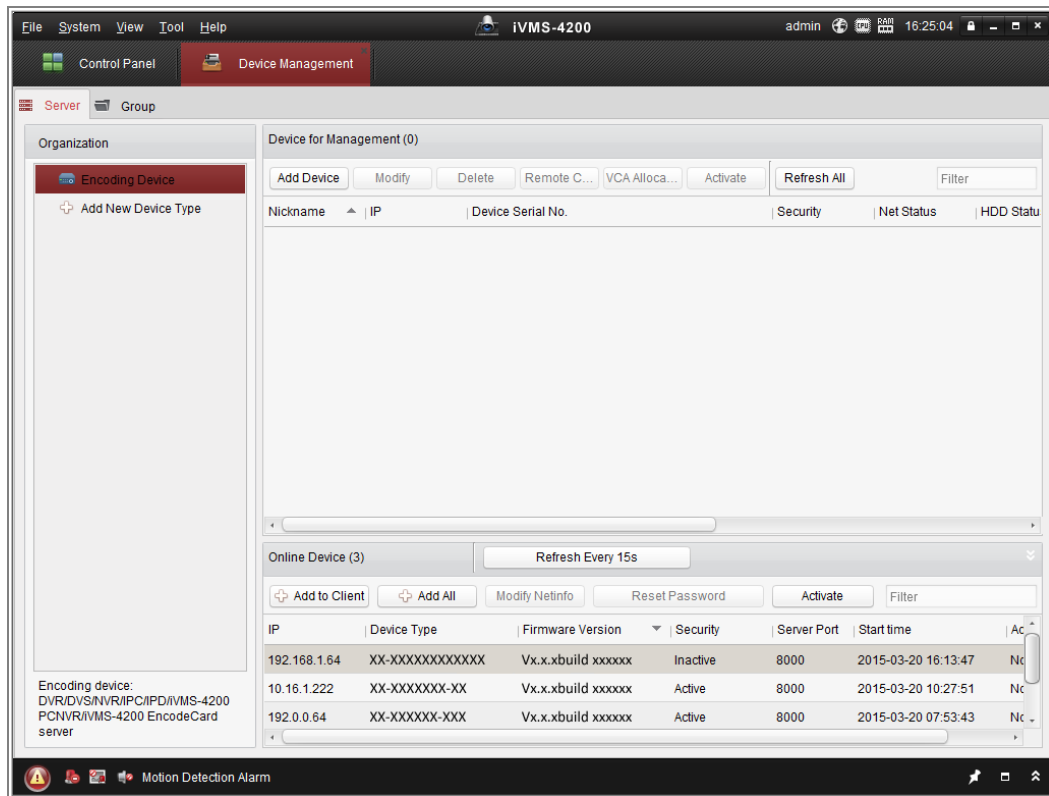 File System View Tool Help iVMS-4200 admin CPU RAM 16:25:04
Control Panel Device Management
Server Group
Organization
Encoding Device
Add New Device Type
Encoding device:
DVR/DVS/NVR/IPC/IPD/iVMS-4200
PCNVR/iVMS-4200 EncodeCard
server
Device for Management (0)
Add Device Modify Delete Remote C... VCA Alloca... Activate Refresh All Filter
Nickname IP Device Serial No. Security Net Status HDD Statu
Online Device (3) Refresh Every 15s
Add to Client Add All Modify Netinfo Reset Password Activate Filter
IP Device Type Firmware Version Security Server Port Start time Ac
192.168.1.64 XX-XXXXXXXXXXXX Vx.x.xbuild xxxxxx Inactive 8000 2015-03-20 16:13:47 No
10.16.1.222 XX-XXXXXXX-XX Vx.x.xbuild xxxxxx Active 8000 2015-03-20 10:27:51 No
192.0.0.64 XX-XXXXXX-XXX Vx.x.xbuild xxxxxx Active 8000 2015-03-20 07:53:43 No
Motion Detection Alarm